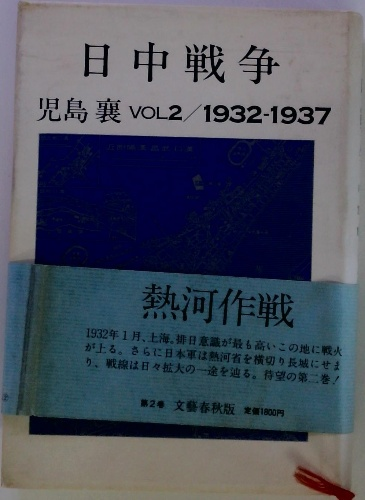 日中戦争
児島 襄 VOL2/1932-1937
熱河作戦
1932年1月、上海。排日意識が最も高いこの地に戦火
が上る。さらに日本軍は熱河省を横切り長城にせま
り、戦線は日々拡大の一途を辿る。待望の第二巻!
第2巻 文藝春秋版 定価1600円